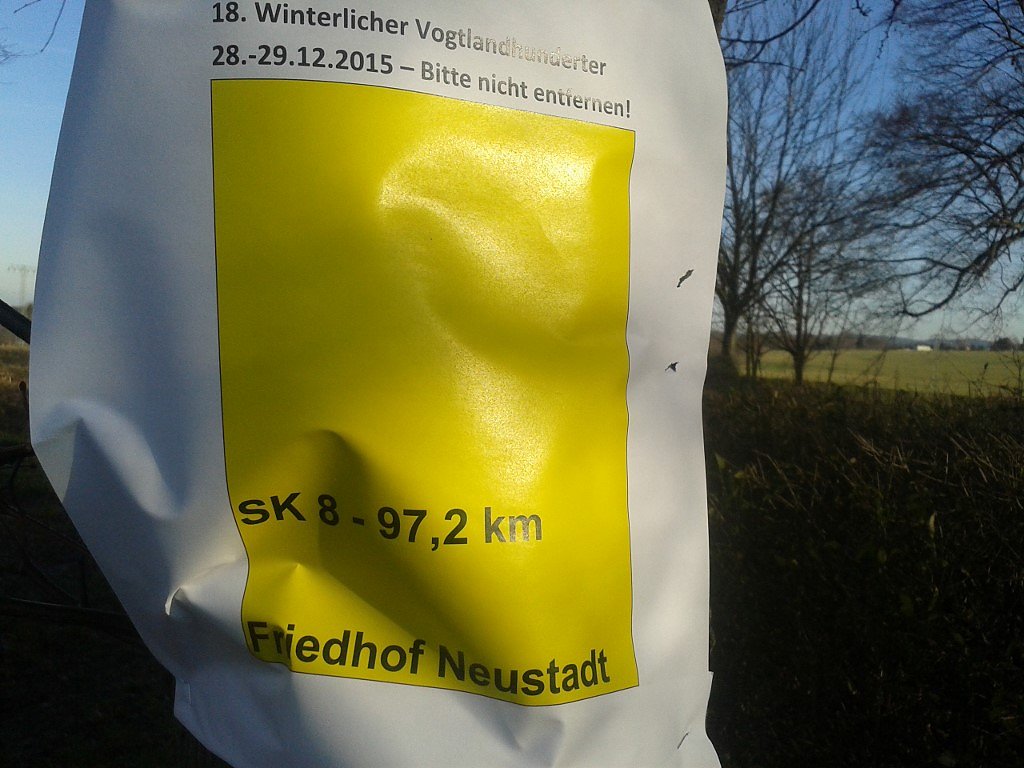 18. Winterlicher Vogtlandhunderter
28.-29.12.2015 – Bitte nicht entfernen!
SK 8 - 97,2 km
Friedhof Neustadt